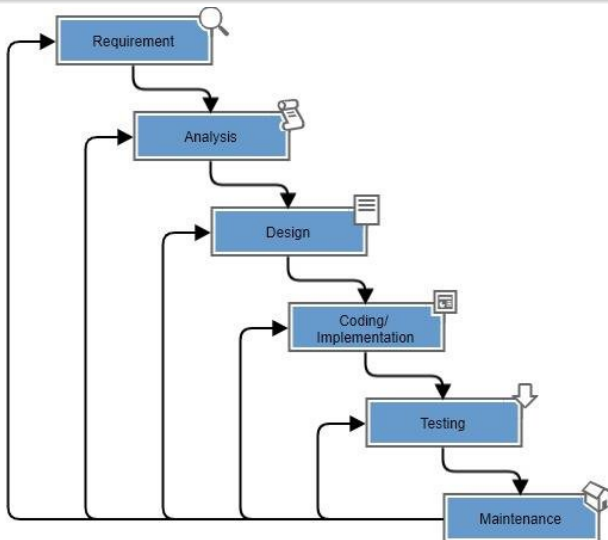 Requirement
Analysis
Design
Coding/
Implementation
Testing
Maintenance